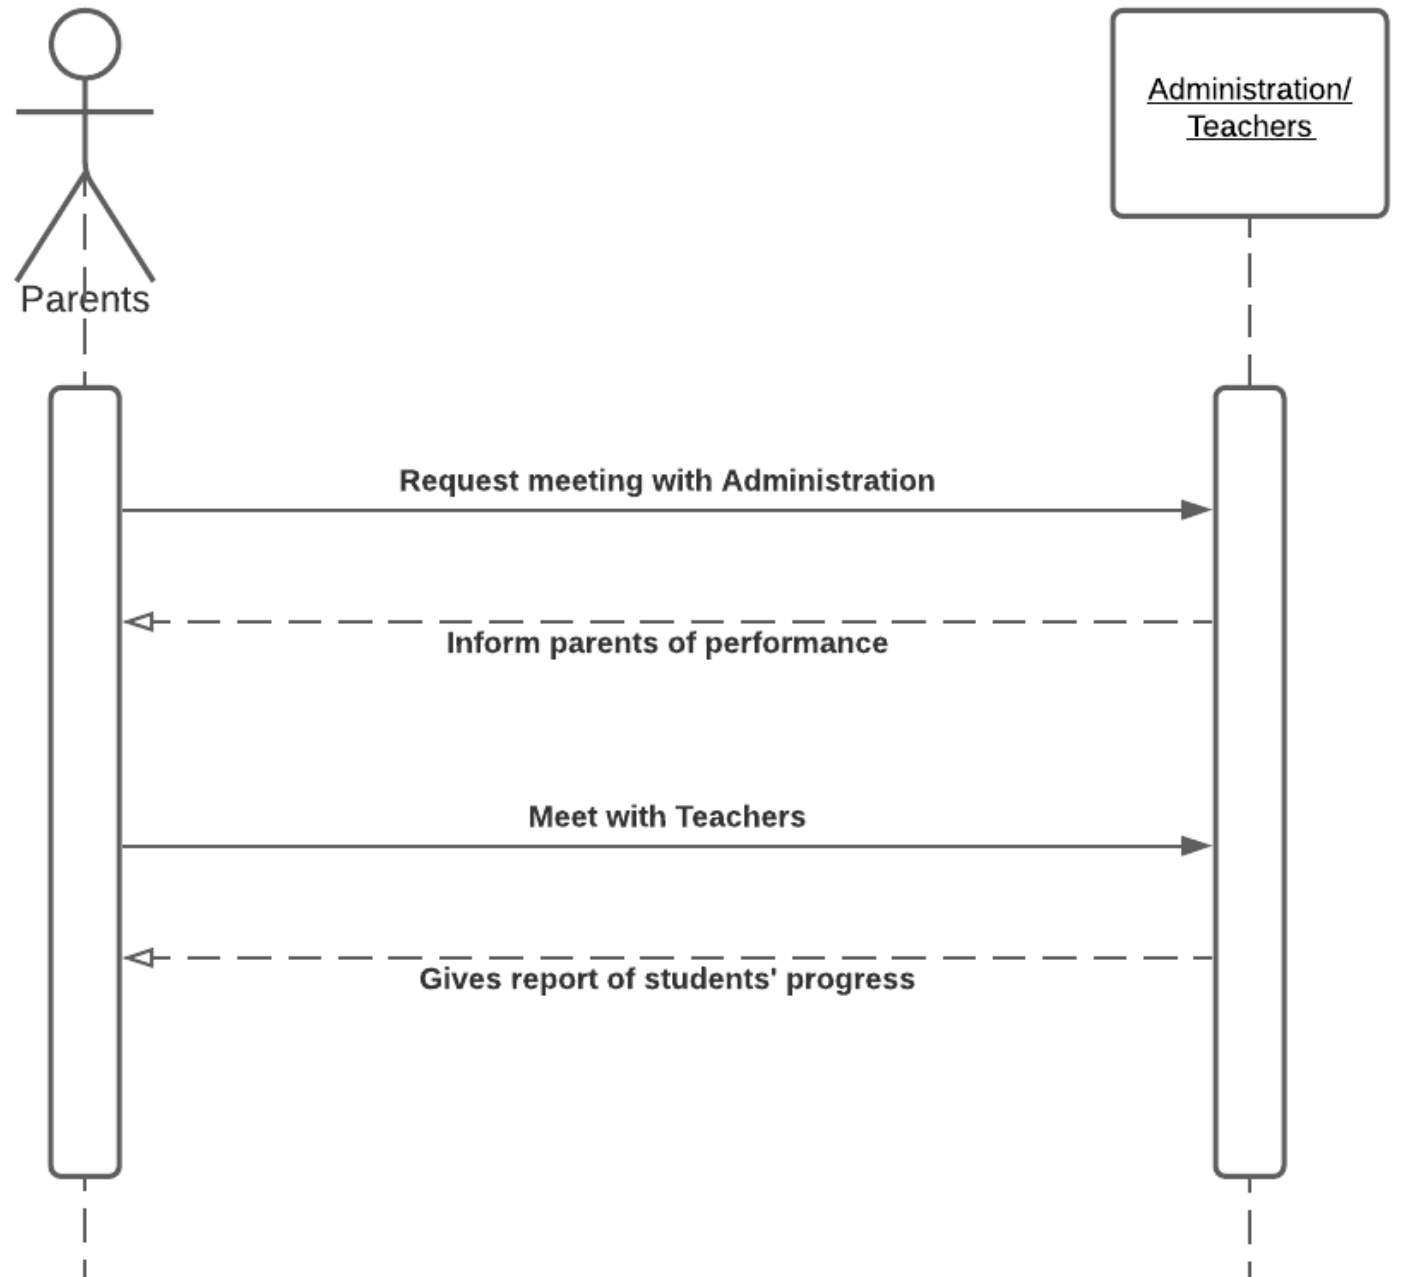 Administration/
Teachers
Parents
Request meeting with Administration
Inform parents of performance
Meet with Teachers
Gives report of students' progress